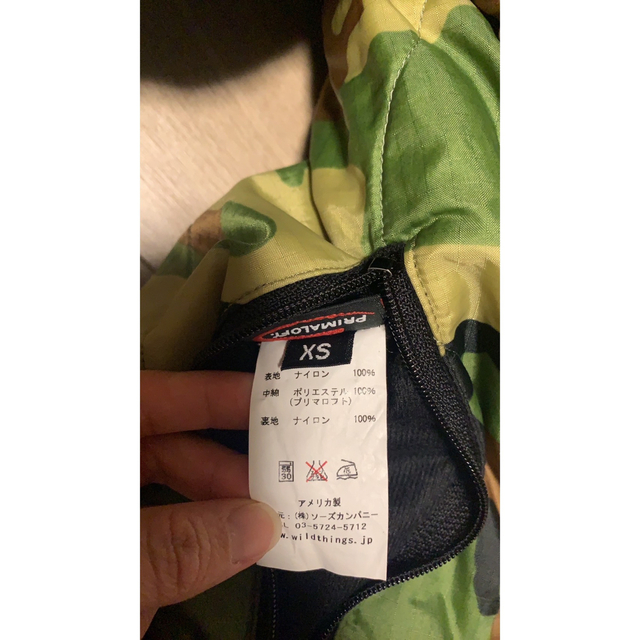 PRIMALOFT.
XS
表地 ナイロン 100%
中綿 ポリエステル 100%
(プリマロフト)
裏地 ナイロン 100%
30
アメリカ製
元:(株)ソーズカンパニー
L 03-5724-5712
www.wildthings.jp